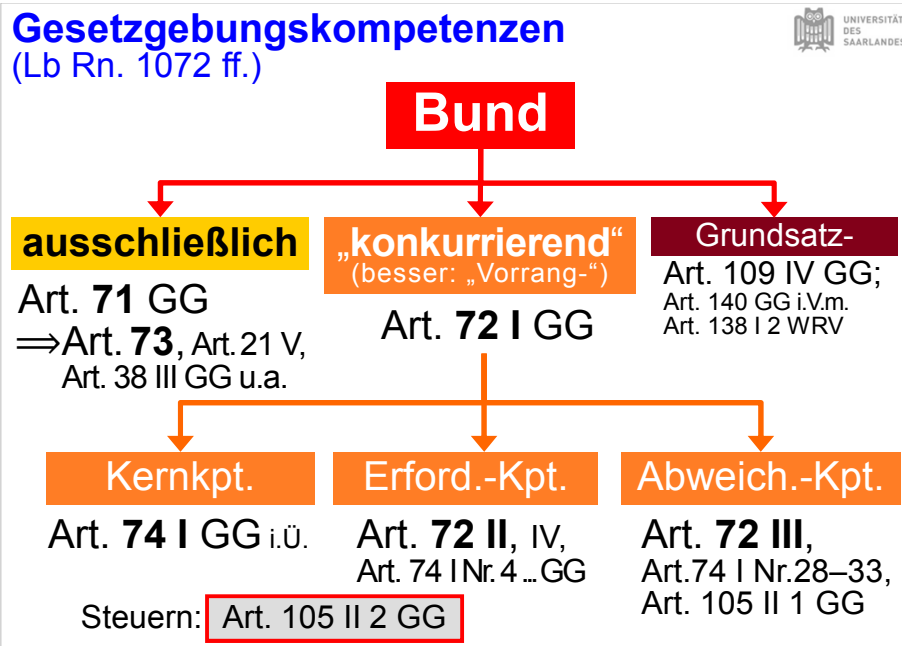 Gesetzgebungskompetenzen
(Lb Rn. 1072 ff.)
UNIVERSITÄT
DES
SAARLANDES
Bund
ausschließlich
Art. 71 GG
⟹Art. 73, Art. 21 V,
Art. 38 III GG u.a.
„konkurrierend“
(besser: „Vorrang-“)
Art. 72 I GG
Grundsatz-
Art. 109 IV GG;
Art. 140 GG i.V.m.
Art. 138 I 2 WRV
Kernkpt.
Art. 74 I GG i.Ü.
Erford.-Kpt.
Art. 72 II, IV,
Art. 74 I Nr. 4 ... GG
Abweich.-Kpt.
Art. 72 III,
Art.74 I Nr.28–33,
Art. 105 II 1 GG
Steuern: Art. 105 II 2 GG